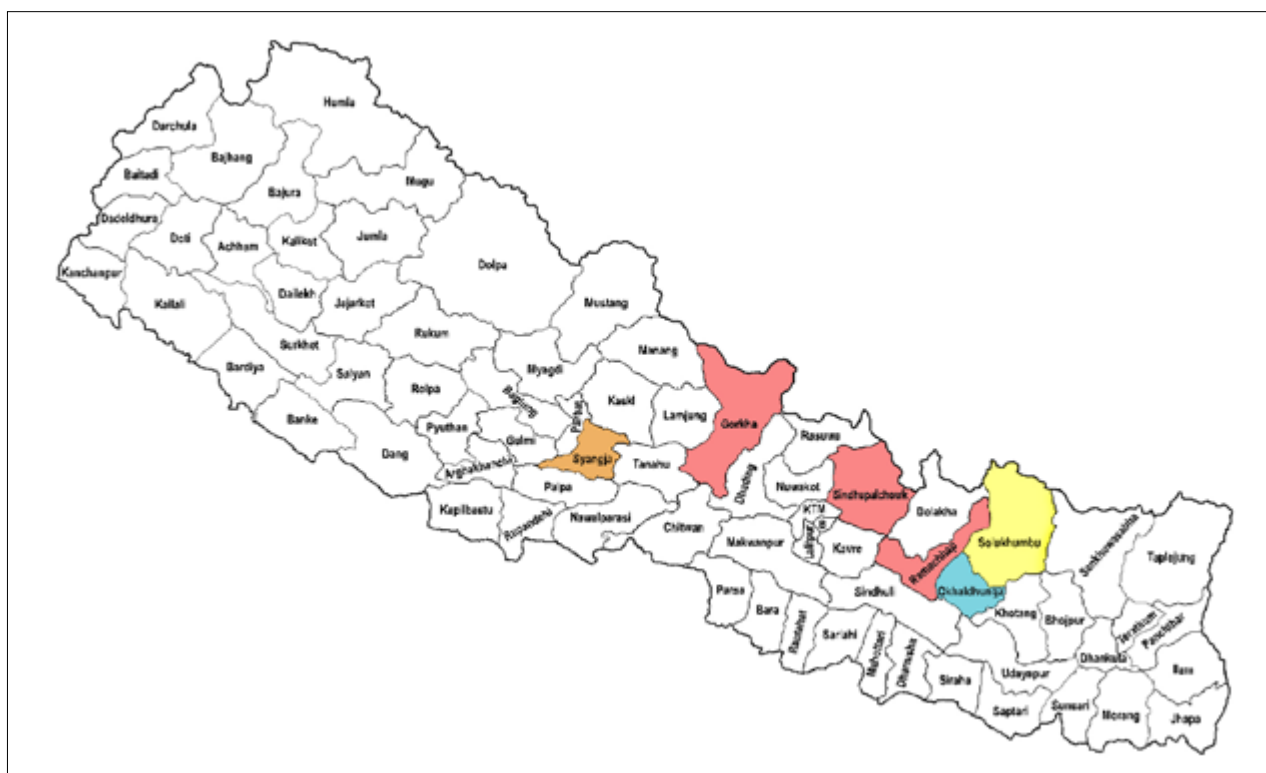 Humla
Darchula
Bajhang
Baitadi
Bajura
Mugu
Dadeldhura
Doti
Achham
Kalikot
Jumla
Dolpa
Kanchanpur
Kailali
Dailekh
Jajarkot
Mustang
Rukum
Surkhet
Manang
Bardiya
Salyan
Myagdi
Rolpa
Kaski
Lamjung
Gorkha
Banke
Pyuthan
Baglung
Parbat
Gulmi
Rasuwa
Dang
Arghakhanchi
Syangja
Tanahu
Dhading
Nuwakot
Sindhupalchouk
Dolakha
Solukhumbu
Sankhuwasabha
Taplejung
Palpa
Kapilbastu
Rupandehi
Nawalparasi
Chitwan
Makwanpur
KTM
Lalitpur
Kavre
Ramechhap
Okhaldhunga
Sindhuli
Khotang
Bhojpur
Terathum
Panchthar
Parsa
Bara
Rautahat
Sarlahi
Mahottari
Dhanusha
Siraha
Udayapur
Dhankuta
Ilam
Saptari
Sunsari
Morang
Jhapa